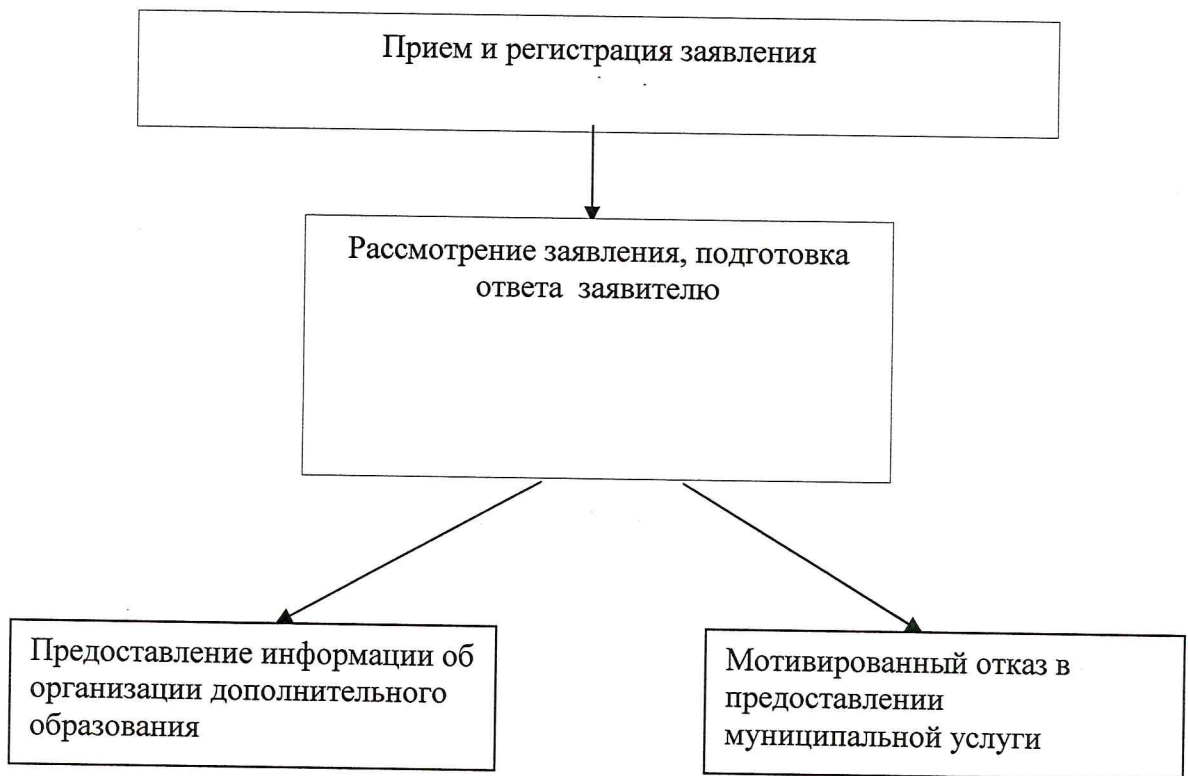 Прием и регистрация заявления
Рассмотрение заявления, подготовка
ответа заявителю
Предоставление информации об
организации дополнительного
образования
Мотивированный отказ в
предоставлении
муниципальной услуги